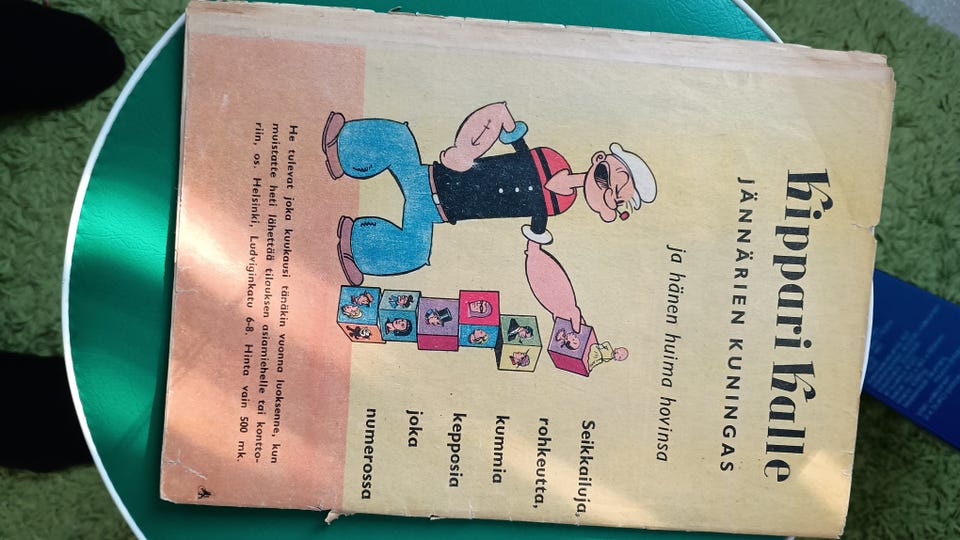 Kippari Kalle
JÄNNÄRIEN KUNINGAS
ja hänen huima hovinsa
Seikkailuja,
rohkeutta,
kummia
kepposia
joka
numerossa
He tulevat joka kuukausi tänäkin vuonna luoksenne, kun
muistatte heti lähettää tilauksen asiamiehelle tai kontto-
riin, os. Helsinki, Ludviginkatu 6-8. Hinta vain 500 mk.